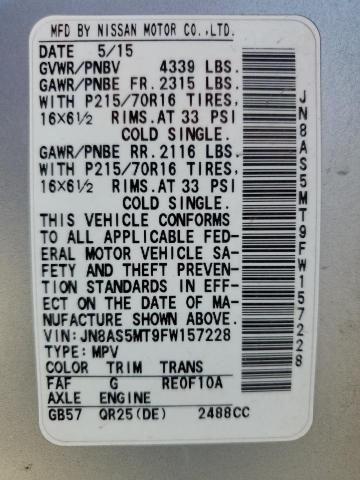 MFD BY NISSAN MOTOR CO.,LTD.
DATE 5/15
GVWR/PNBV 4339 LBS.
GAWR/PNBE FR.2315 LBS.
WITH P215/70R16 TIRES,
16X6½ RIMS.AT 33 PSI
COLD SINGLE.
GAWR/PNBE RR.2116 LBS.
WITH P215/70R16 TIRES,
16X6½ RIMS.AT 33 PSI
COLD SINGLE.
THIS VEHICLE CONFORMS
TO ALL APPLICABLE FED-
ERAL MOTOR VEHICLE SA-
FETY AND THEFT PREVEN-
TION STANDARDS IN EFF-
ECT ON THE DATE OF MA-
NUFACTURE SHOWN ABOVE.
VIN:JN8AS5MT9FW157228
TYPE:MPV
COLOR TRIM TRANS
FAF G RE0F10A
AXLE ENGINE
GB57 QR25(DE) 2488CC
JN8AS5MT9FW157228